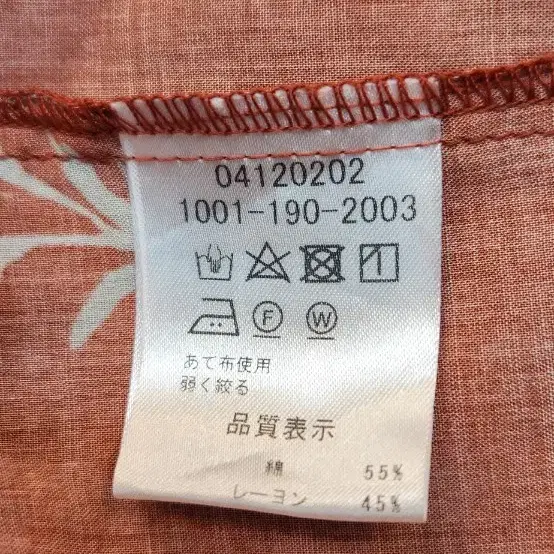 04120202
1001-190-2003
F W
あて布使用
弱く絞る
品質表示
綿 55%
レーヨン 45%